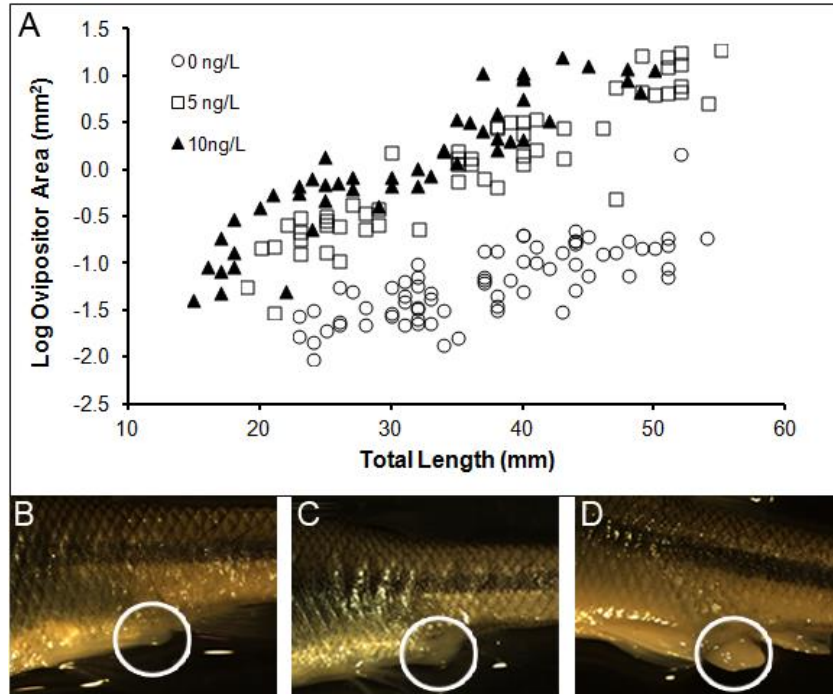 A
○ 0 ng/L
□ 5 ng/L
▲ 10ng/L
Log Ovipositor Area (mm²)
1.5
1.0
0.5
0.0
-0.5
-1.0
-1.5
-2.0
-2.5
10 20 30 40 50 60
Total Length (mm)
B C D